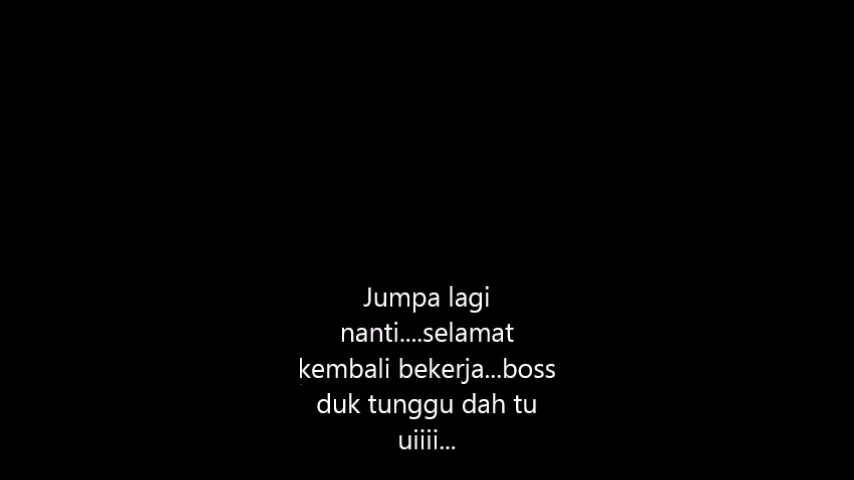 Jumpa lagi
nanti....selamat
kembali bekerja...boss
duk tunggu dah tu
uiiii...